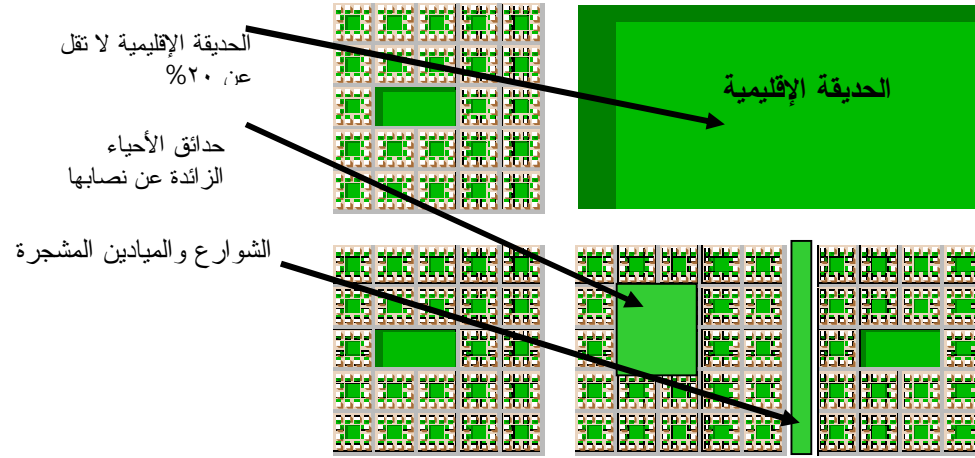 الحديقة الإقليمية لا تقل
عن ٢٠%
الحديقة الإقليمية
حدائق الأحياء
الزائدة عن نصابها
الشوارع والميادين المشجرة